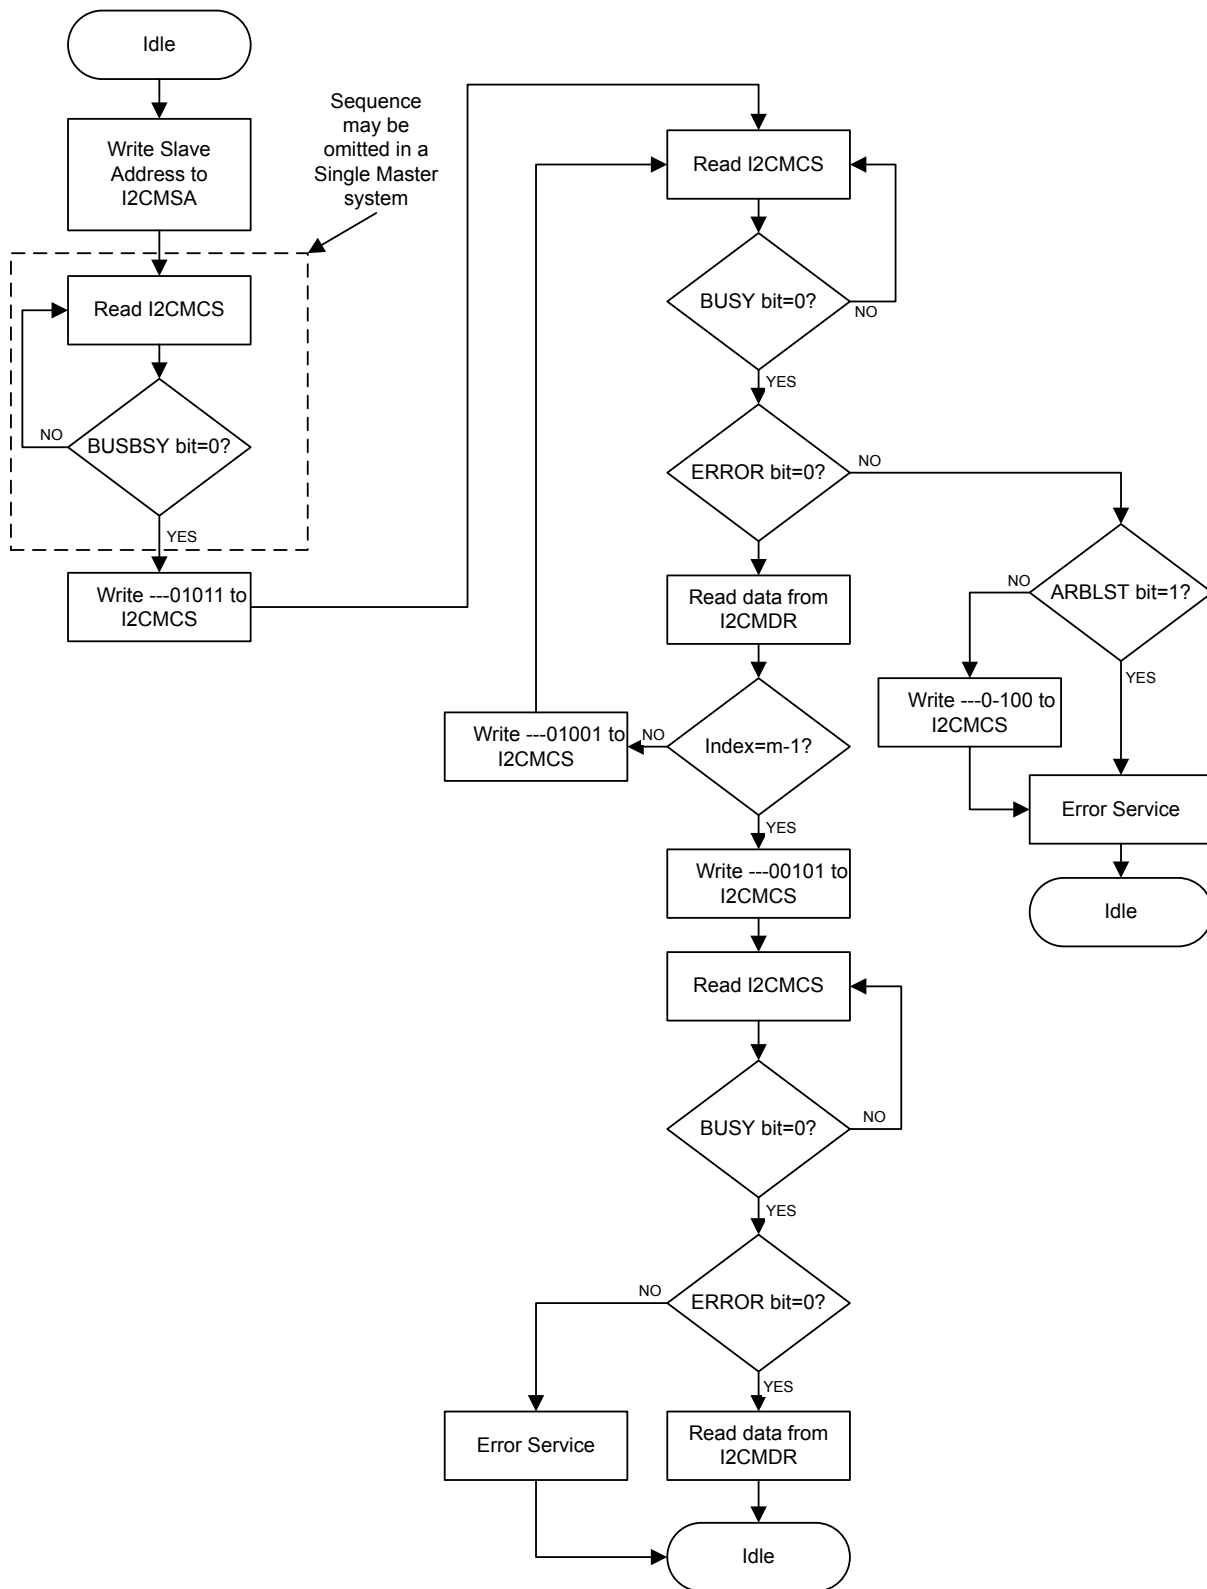 Idle
Write Slave
Address to
I2CMSA
Sequence
may be
omitted in a
Single Master
system
Read I2CMCS
BUSBSY bit=0?
NO
YES
Write ---01011 to
I2CMCS
Read I2CMCS
BUSY bit=0?
NO
YES
ERROR bit=0?
NO
ARBLST bit=1?
NO
YES
Write ---0-100 to
I2CMCS
Error Service
Idle
Read data from
I2CMDR
Index=m-1?
NO
Write ---01001 to
I2CMCS
YES
Write ---00101 to
I2CMCS
Read I2CMCS
BUSY bit=0?
NO
YES
ERROR bit=0?
NO
YES
Error Service
Read data from
I2CMDR
Idle